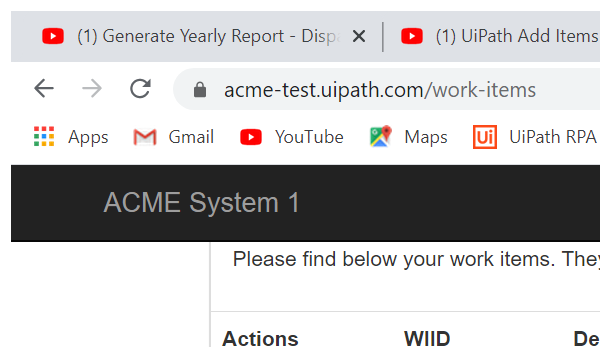 (1) Generate Yearly Report - Disp (1) UiPath Add Items
acme-test.uipath.com/work-items
Apps Gmail YouTube Maps Ui UiPath RPA
ACME System 1
Please find below your work items. They
Actions WIID De